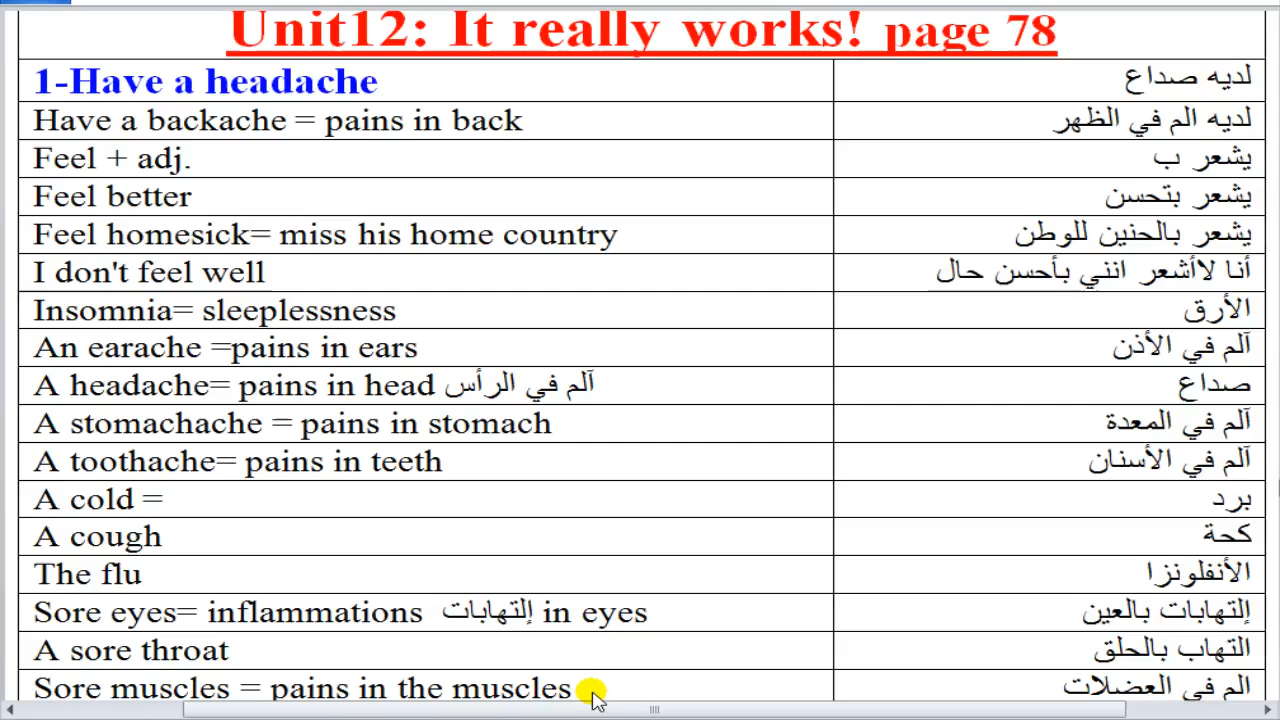 Unit12: It really works! page 78
1-Have a headache لديه صداع
Have a backache = pains in back لديه الم في الظهر
Feel + adj. يشعر ب
Feel better يشعر بتحسن
Feel homesick= miss his home country يشعر بالحنين للوطن
I don't feel well أنا لاأشعر انني بأحسن حال
Insomnia= sleeplessness الأرق
An earache =pains in ears آلم في الأذن
A headache= pains in head آلم في الرأس صداع
A stomachache = pains in stomach آلم في المعدة
A toothache= pains in teeth آلم في الأسنان
A cold = برد
A cough كحة
The flu الأنفلونزا
Sore eyes= inflammations إلتهابات in eyes إلتهابات بالعين
A sore throat التهاب بالحلق
Sore muscles = pains in the muscles الم في العضلات